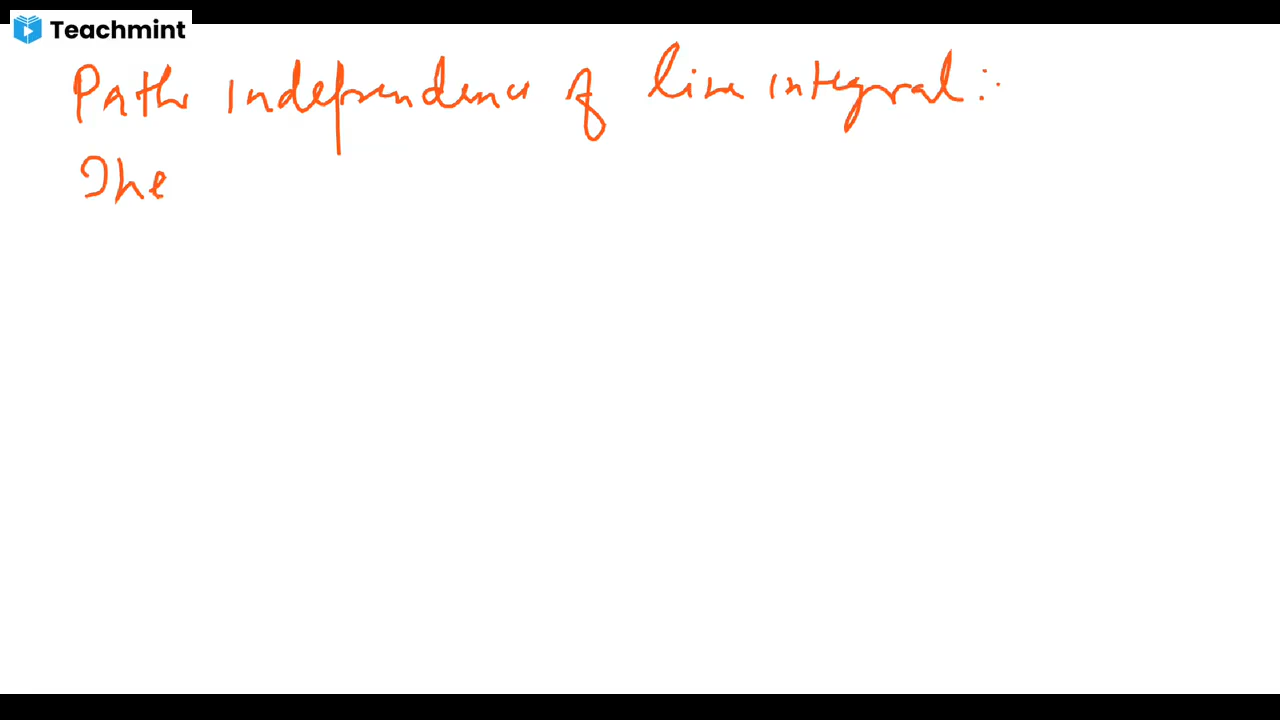 Teachmint
Path independence of line integral :-
The